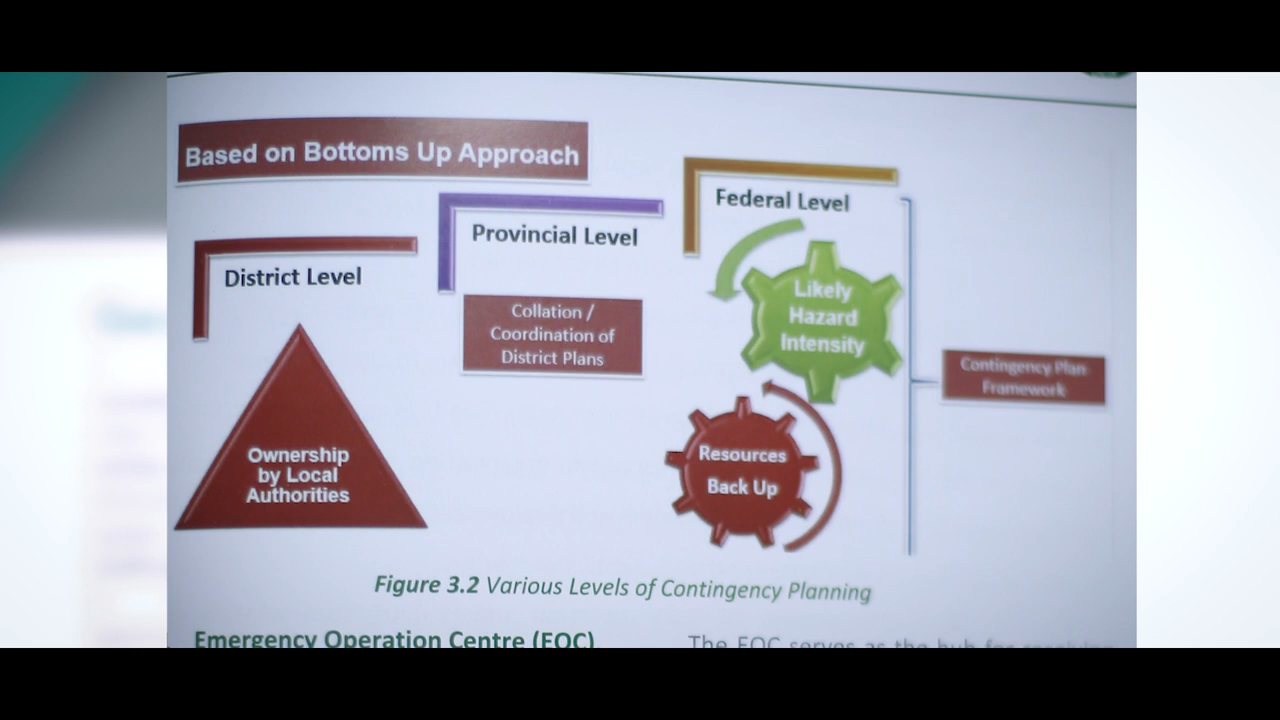 Based on Bottoms Up Approach
Federal Level
Provincial Level
District Level
Likely
Hazard
Intensity
Collation /
Coordination of
District Plans
Contingency Plan
Framework
Ownership
by Local
Authorities
Resources
Back Up
Figure 3.2 Various Levels of Contingency Planning
Emergency Operation Centre (EOC)
The EOC serves as the hub for